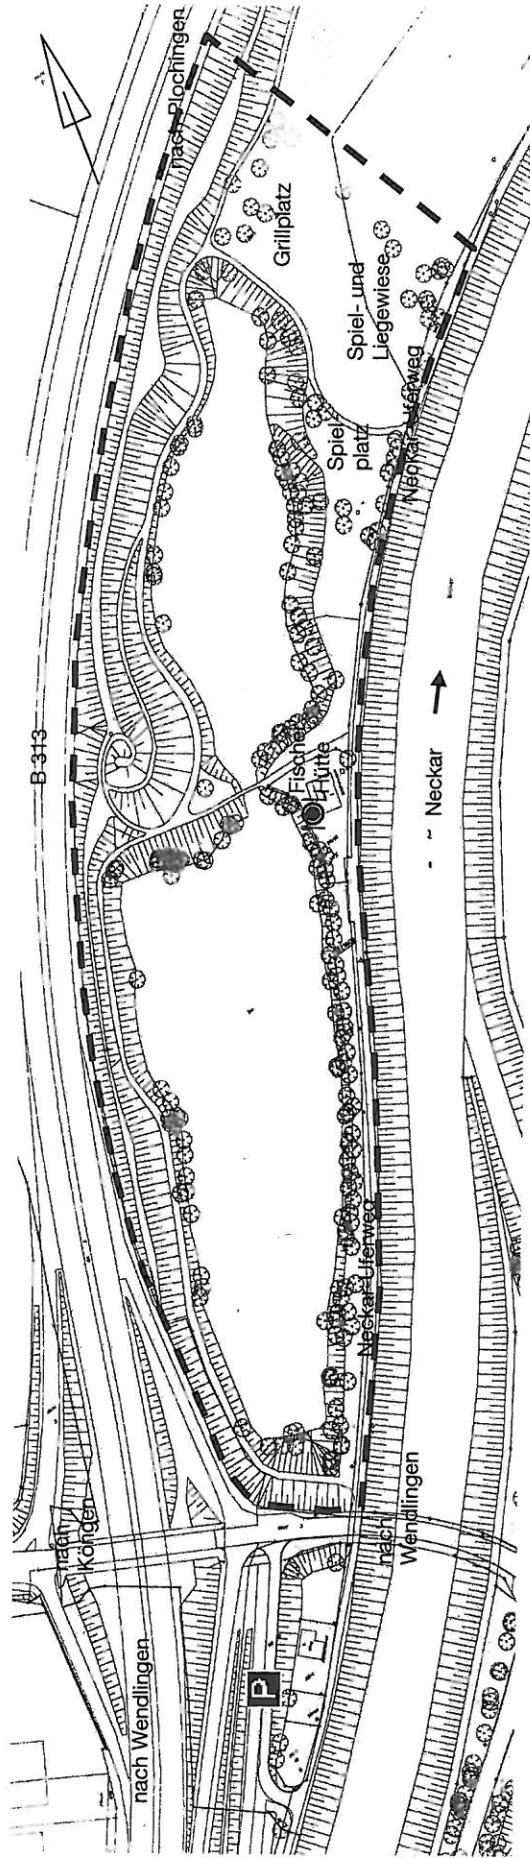 nach Plochingen
Grillplatz
Spiel- und
Liegewiese
Spiel
platz
Neckar-Uferweg
B 313
Fischer
Hütte
Neckar
Neckar-Uferweg
nach
Köngen
nach
Wendlingen
nach Wendlingen
P